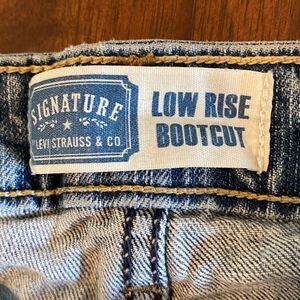 SIGNATURE
LEVI STRAUSS & CO.
LOW RISE
BOOTCUT